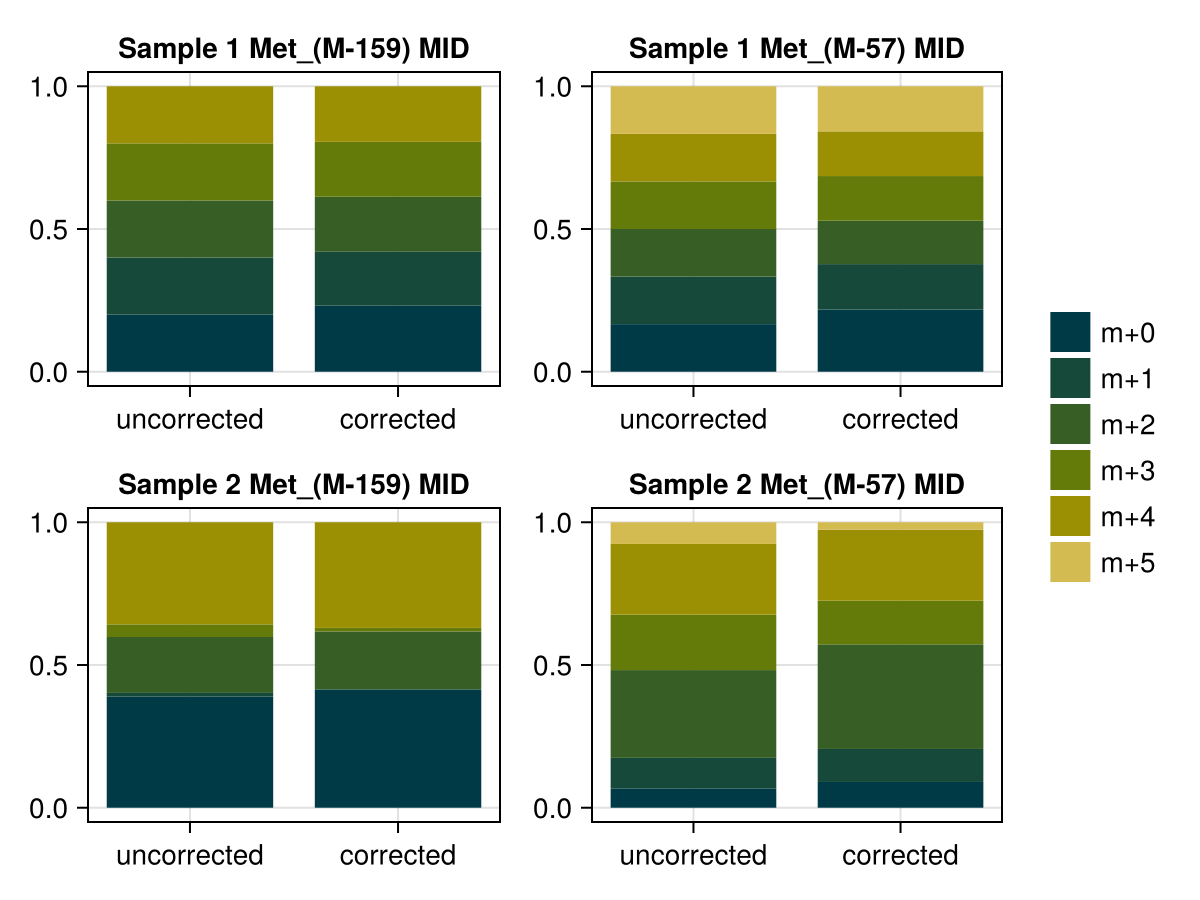 Sample 1 Met_(M-159) MID
1.0
0.5
0.0
uncorrected
corrected
Sample 1 Met_(M-57) MID
1.0
0.5
0.0
uncorrected
corrected
Sample 2 Met_(M-159) MID
1.0
0.5
0.0
uncorrected
corrected
Sample 2 Met_(M-57) MID
1.0
0.5
0.0
uncorrected
corrected
m+0
m+1
m+2
m+3
m+4
m+5